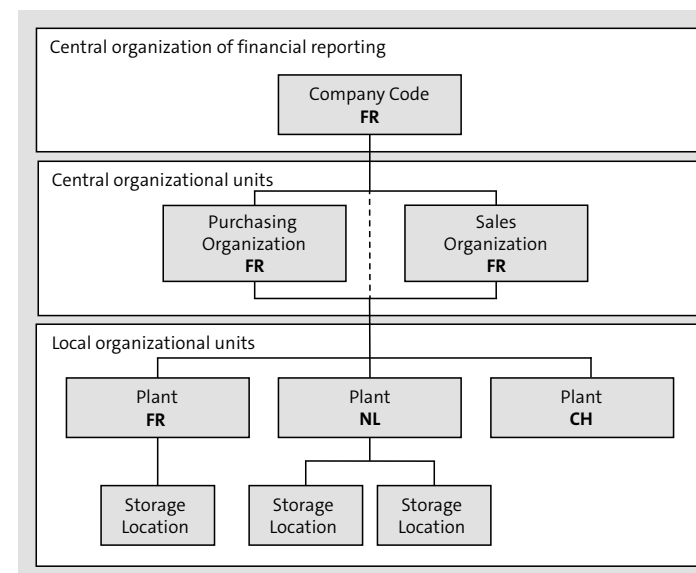 Central organization of financial reporting
Company Code
FR
Central organizational units
Purchasing
Organization
FR
Sales
Organization
FR
Local organizational units
Plant
FR
Plant
NL
Plant
CH
Storage
Location
Storage
Location
Storage
Location